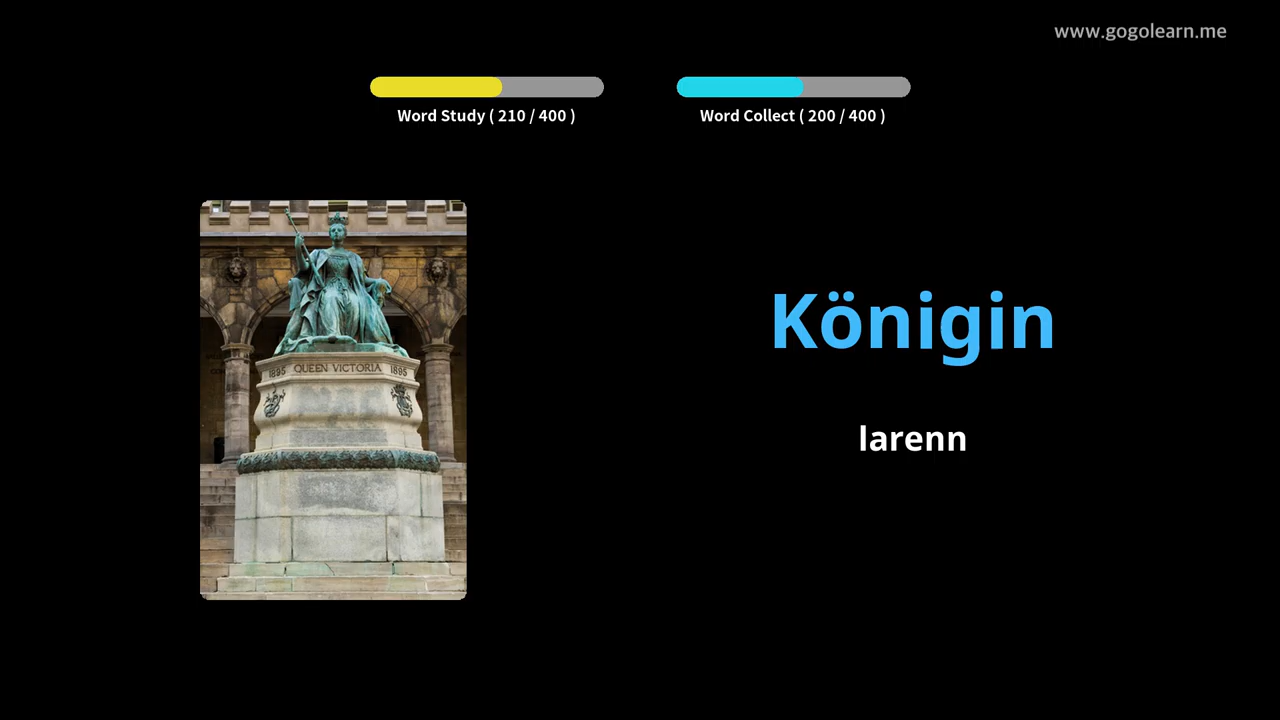 www.gogolearn.me
Word Study ( 210 / 400 )
Word Collect ( 200 / 400 )
1895 QUEEN VICTORIA 1895
Königin
larenn